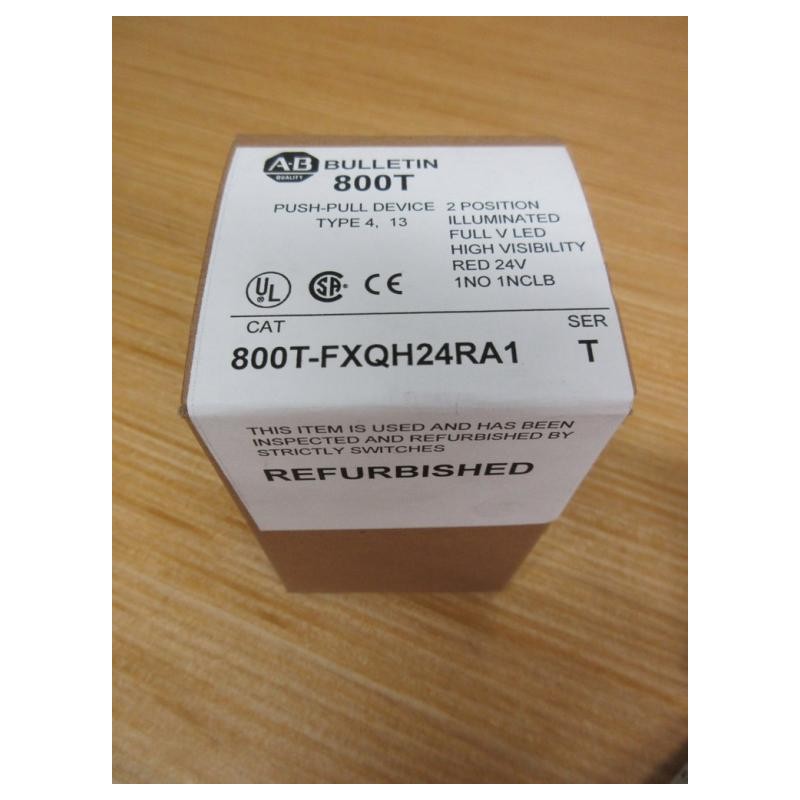 A-B QUALITY BULLETIN
800T
PUSH-PULL DEVICE 2 POSITION
TYPE 4, 13 ILLUMINATED
FULL V LED
HIGH VISIBILITY
RED 24V
1NO 1NCLB
UL SA CE
CAT SER
800T-FXQH24RA1 T
THIS ITEM IS USED AND HAS BEEN
INSPECTED AND REFURBISHED BY
STRICTLY SWITCHES
REFURBISHED